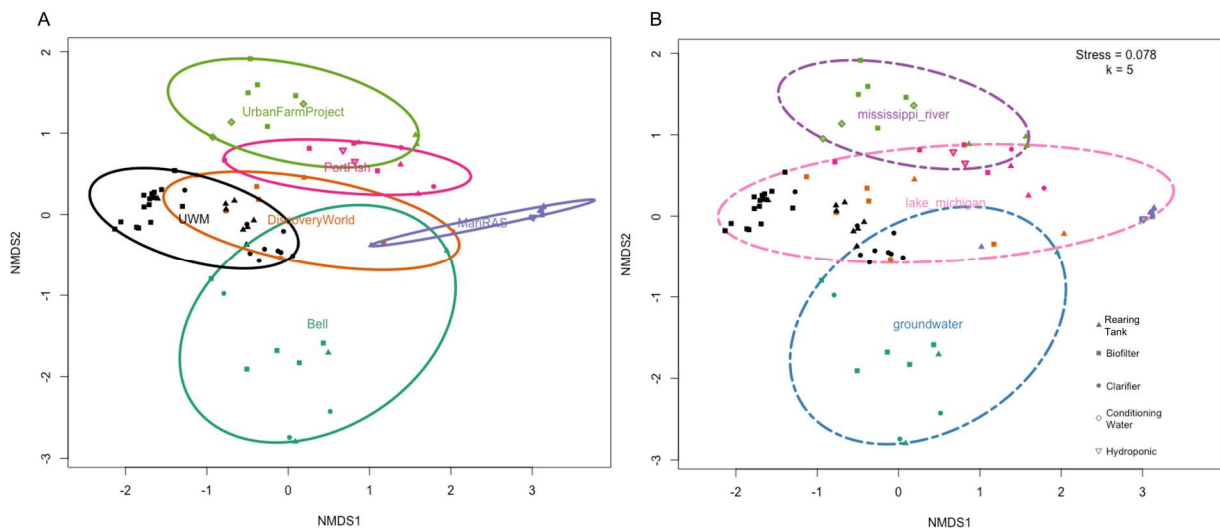 A
2
1
0
-1
-2
-3
NMDS2
UrbanFarmProject
PortFish
UWM
DiscoveryWorld
MariRAS
Bell
-2
-1
0
1
2
3
NMDS1
B
2
1
0
-1
-2
-3
NMDS2
Stress = 0.078
k = 5
mississippi_river
lake_michigan
groundwater
Rearing
Tank
Biofilter
Clarifier
Conditioning
Water
Hydroponic
-2
-1
0
1
2
3
NMDS1